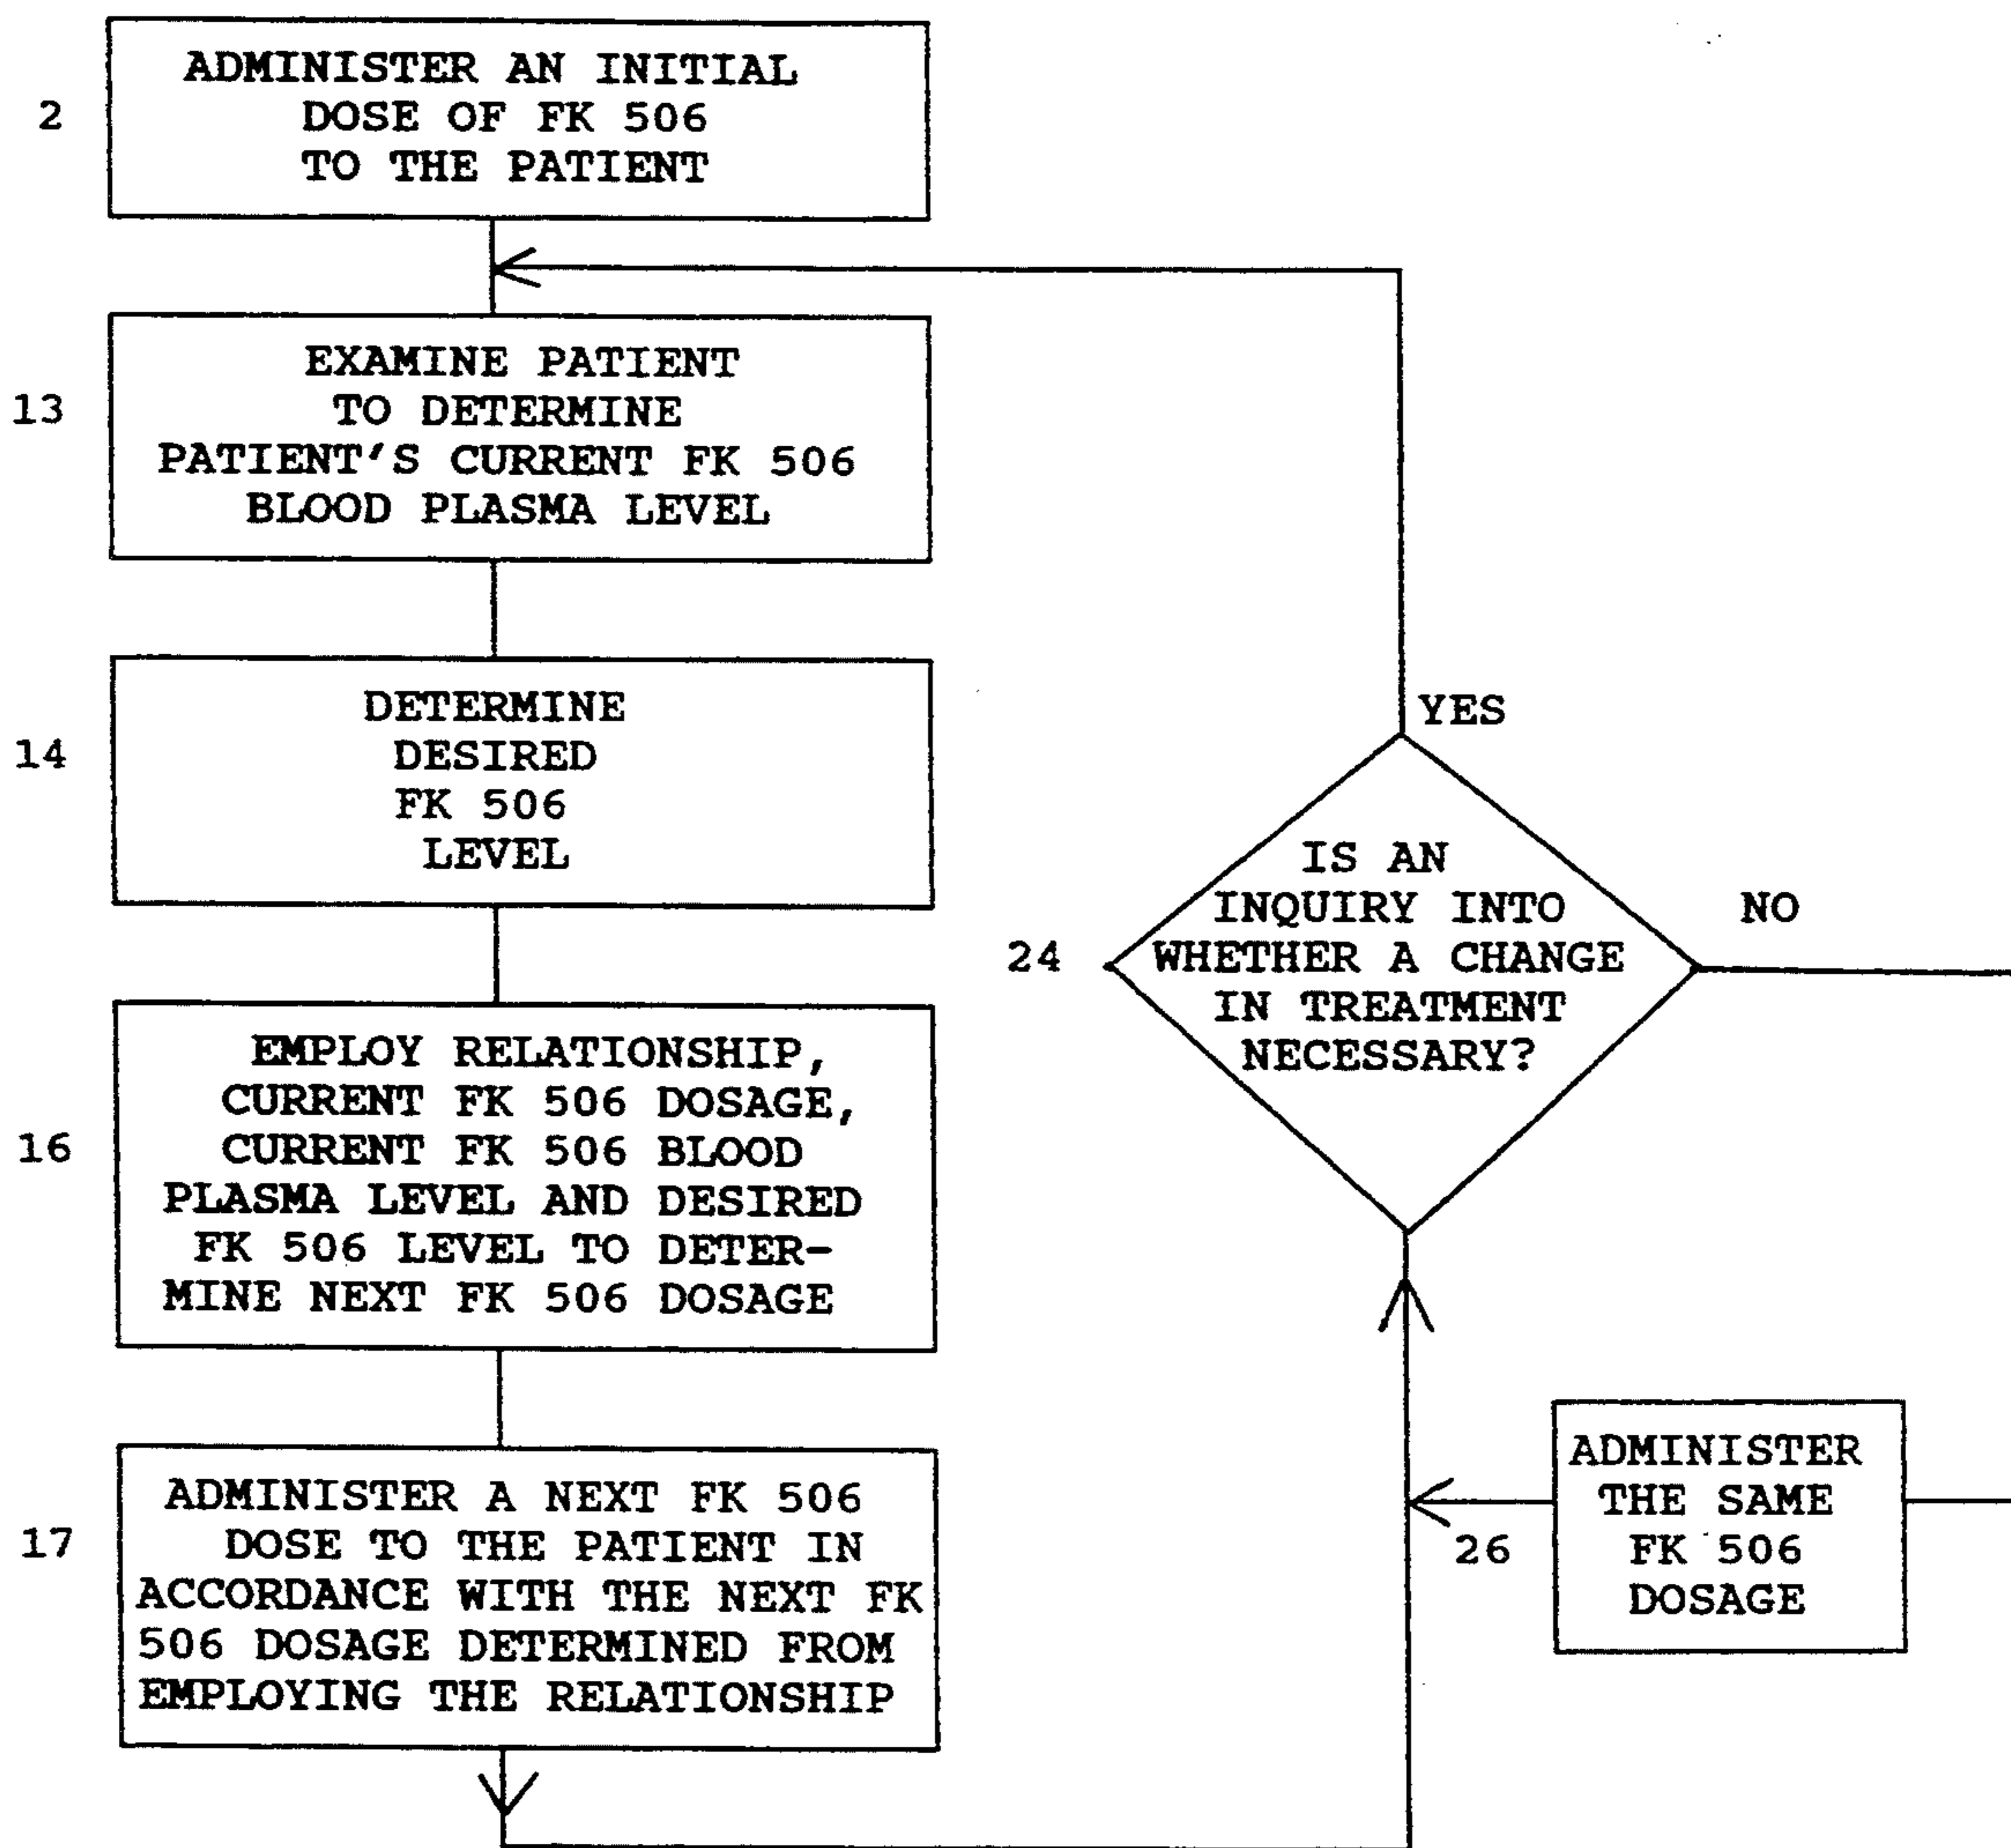 2
ADMINISTER AN INITIAL
DOSE OF FK 506
TO THE PATIENT
13
EXAMINE PATIENT
TO DETERMINE
PATIENT'S CURRENT FK 506
BLOOD PLASMA LEVEL
14
DETERMINE
DESIRED
FK 506
LEVEL
16
EMPLOY RELATIONSHIP,
CURRENT FK 506 DOSAGE,
CURRENT FK 506 BLOOD
PLASMA LEVEL AND DESIRED
FK 506 LEVEL TO DETER-
MINE NEXT FK 506 DOSAGE
17
ADMINISTER A NEXT FK 506
DOSE TO THE PATIENT IN
ACCORDANCE WITH THE NEXT FK
506 DOSAGE DETERMINED FROM
EMPLOYING THE RELATIONSHIP
24
IS AN
INQUIRY INTO
WHETHER A CHANGE
IN TREATMENT
NECESSARY?
YES
NO
26
ADMINISTER
THE SAME
FK 506
DOSAGE